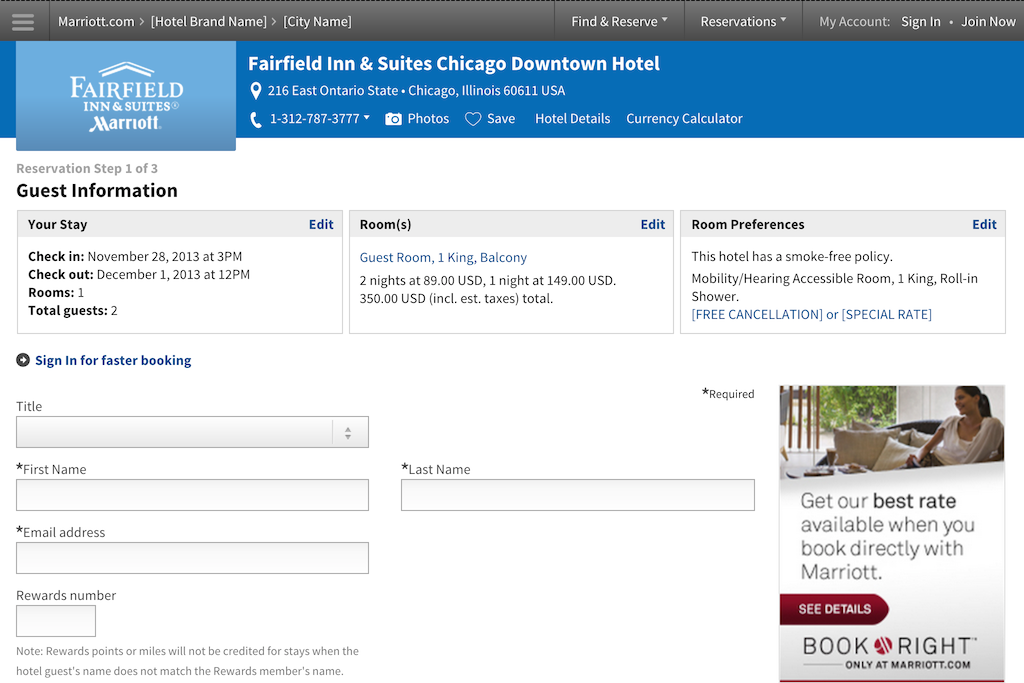 Marriott.com > [Hotel Brand Name] > [City Name]
Find & Reserve
Reservations
My Account: Sign In • Join Now
FAIRFIELD
INN & SUITES®
Marriott.
Fairfield Inn & Suites Chicago Downtown Hotel
216 East Ontario State • Chicago, Illinois 60611 USA
1-312-787-3777 Photos Save Hotel Details Currency Calculator
Reservation Step 1 of 3
Guest Information
Your Stay Edit
Check in: November 28, 2013 at 3PM
Check out: December 1, 2013 at 12PM
Rooms: 1
Total guests: 2
Room(s) Edit
Guest Room, 1 King, Balcony
2 nights at 89.00 USD, 1 night at 149.00 USD.
350.00 USD (incl. est. taxes) total.
Room Preferences Edit
This hotel has a smoke-free policy.
Mobility/Hearing Accessible Room, 1 King, Roll-in
Shower.
[FREE CANCELLATION] or [SPECIAL RATE]
Sign In for faster booking
*Required
Title
*First Name
*Last Name
*Email address
Rewards number
Note: Rewards points or miles will not be credited for stays when the
hotel guest's name does not match the Rewards member's name.
Get our best rate
available when you
book directly with
Marriott.
SEE DETAILS
BOOK RIGHT™
ONLY AT MARRIOTT.COM